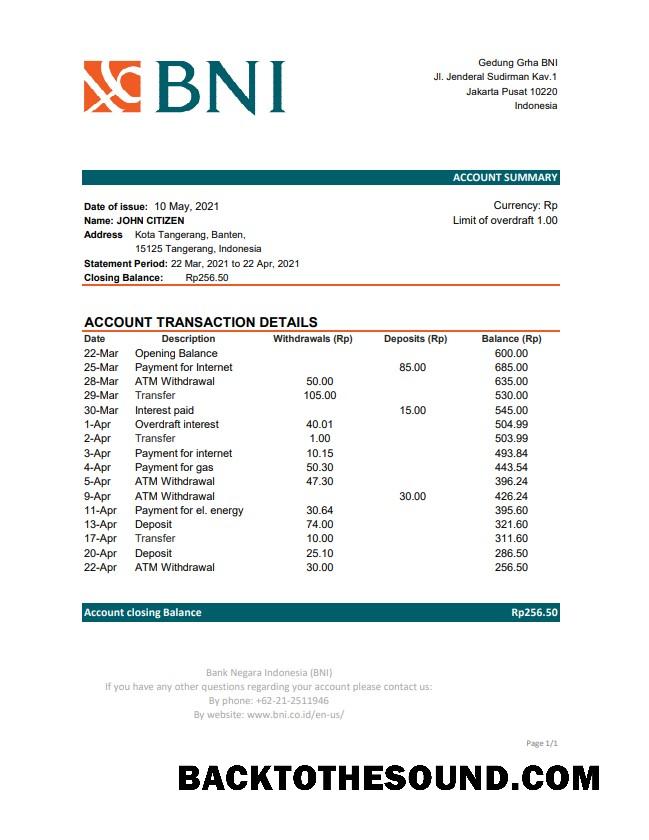 BNI
Gedung Grha BNI
Jl. Jenderal Sudirman Kav.1
Jakarta Pusat 10220
Indonesia
ACCOUNT SUMMARY
Date of issue: 10 May, 2021
Currency: Rp
Name: JOHN CITIZEN
Limit of overdraft 1.00
Address Kota Tangerang, Banten,
15125 Tangerang, Indonesia
Statement Period: 22 Mar, 2021 to 22 Apr, 2021
Closing Balance: Rp256.50
ACCOUNT TRANSACTION DETAILS
Date Description Withdrawals (Rp) Deposits (Rp) Balance (Rp)
22-Mar Opening Balance 600.00
25-Mar Payment for Internet 85.00 685.00
28-Mar ATM Withdrawal 50.00 635.00
29-Mar Transfer 105.00 530.00
30-Mar Interest paid 15.00 545.00
1-Apr Overdraft interest 40.01 504.99
2-Apr Transfer 1.00 503.99
3-Apr Payment for internet 10.15 493.84
4-Apr Payment for gas 50.30 443.54
5-Apr ATM Withdrawal 47.30 396.24
9-Apr ATM Withdrawal 30.00 426.24
11-Apr Payment for el. energy 30.64 395.60
13-Apr Deposit 74.00 321.60
17-Apr Transfer 10.00 311.60
20-Apr Deposit 25.10 286.50
22-Apr ATM Withdrawal 30.00 256.50
Account closing Balance Rp256.50
Bank Negara Indonesia (BNI)
If you have any other questions regarding your account please contact us:
By phone: +62-21-2511946
By website: www.bni.co.id/en-us/
Page 1/1
BACKTOTHESOUND.COM